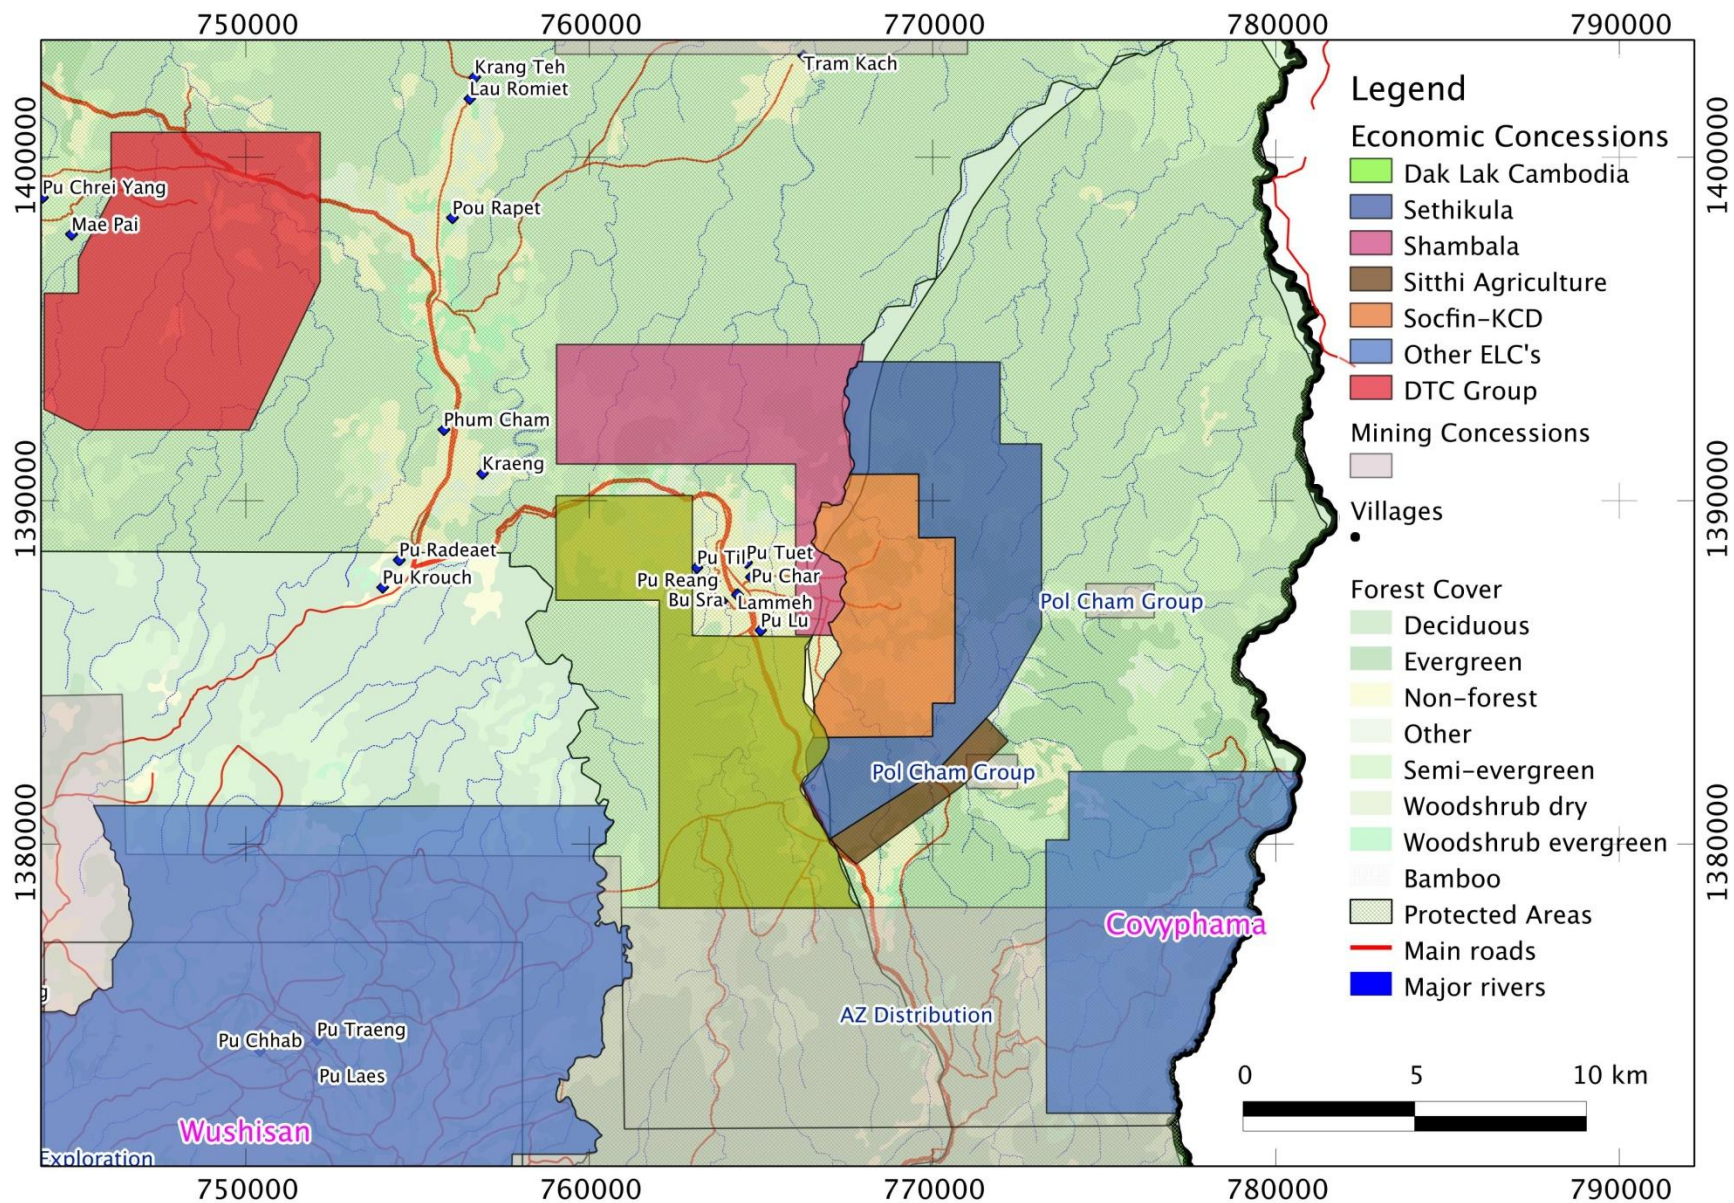 750000
760000
770000
780000
790000
Krang Teh
Lau Romiet
Tram Kach
1400000
Pu Chrei Yang
Mae Pai
Pou Rapet
Phum Cham
Kraeng
1390000
Pu Radeaet
Pu Krouch
Pu Til
Pu Tuet
Pu Reang
Pu Char
Bu Sra
Lammeh
Pu Lu
Pol Cham Group
Pol Cham Group
1380000
Covyphama
AZ Distribution
Pu Chhab
Pu Traeng
Pu Laes
Wushisan
g
Exploration
Legend
Economic Concessions
Dak Lak Cambodia
Sethikula
Shambala
Sitthi Agriculture
Socfin-KCD
Other ELC's
DTC Group
Mining Concessions
Villages
Forest Cover
Deciduous
Evergreen
Non-forest
Other
Semi-evergreen
Woodshrub dry
Woodshrub evergreen
Bamboo
Protected Areas
Main roads
Major rivers
0 5 10 km
1400000
1390000
1380000
750000
760000
770000
780000
790000